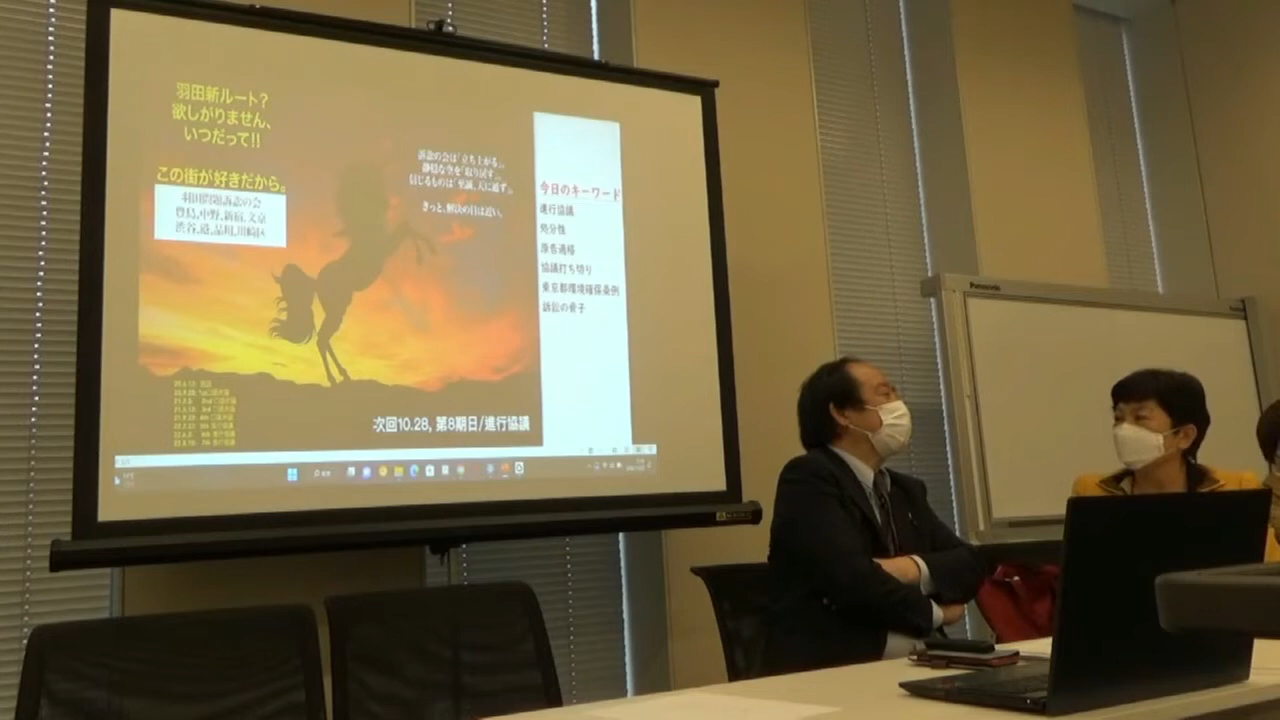 羽田新ルート?
欲しがりません、
いつだって!!
この街が好きだから。
羽田問題訴訟の会
豊島,中野,新宿,文京
渋谷,港,品川,川崎区
訴訟の会は「立ち上がる」。
静穏な空を「取り戻す」。
信じるものは「至誠、天に通ず」。
きっと、解決の日は近い。
今日のキーワード
進行協議
処分性
原告適格
協議打ち切り
東京都環境確保条例
訴訟の骨子
次回10.28, 第8期日/進行協議
Panasonic